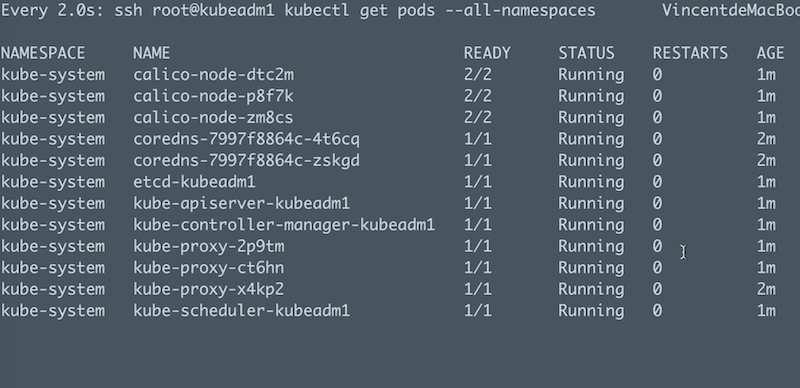 Every 2.0s: ssh root@kubeadm1 kubectl get pods --all-namespaces VincentdeMacBoo
NAMESPACE NAME READY STATUS RESTARTS AGE
kube-system calico-node-dtc2m 2/2 Running 0 1m
kube-system calico-node-p8f7k 2/2 Running 0 1m
kube-system calico-node-zm8cs 2/2 Running 0 1m
kube-system coredns-7997f8864c-4t6cq 1/1 Running 0 2m
kube-system coredns-7997f8864c-zskgd 1/1 Running 0 2m
kube-system etcd-kubeadm1 1/1 Running 0 1m
kube-system kube-apiserver-kubeadm1 1/1 Running 0 1m
kube-system kube-controller-manager-kubeadm1 1/1 Running 0 1m
kube-system kube-proxy-2p9tm 1/1 Running 0 1m
kube-system kube-proxy-ct6hn 1/1 Running 0 1m
kube-system kube-proxy-x4kp2 1/1 Running 0 2m
kube-system kube-scheduler-kubeadm1 1/1 Running 0 1m